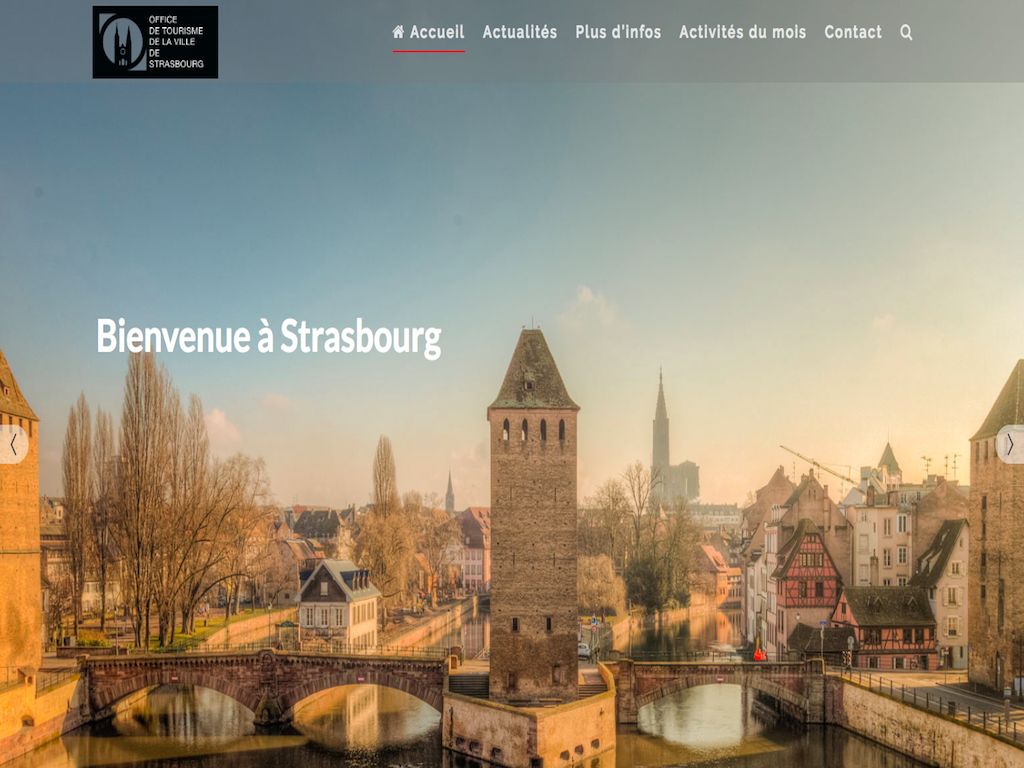 OFFICE
DE TOURISME
DE LA VILLE
DE
STRASBOURG
Accueil
Actualités
Plus d'infos
Activités du mois
Contact
Bienvenue à Strasbourg